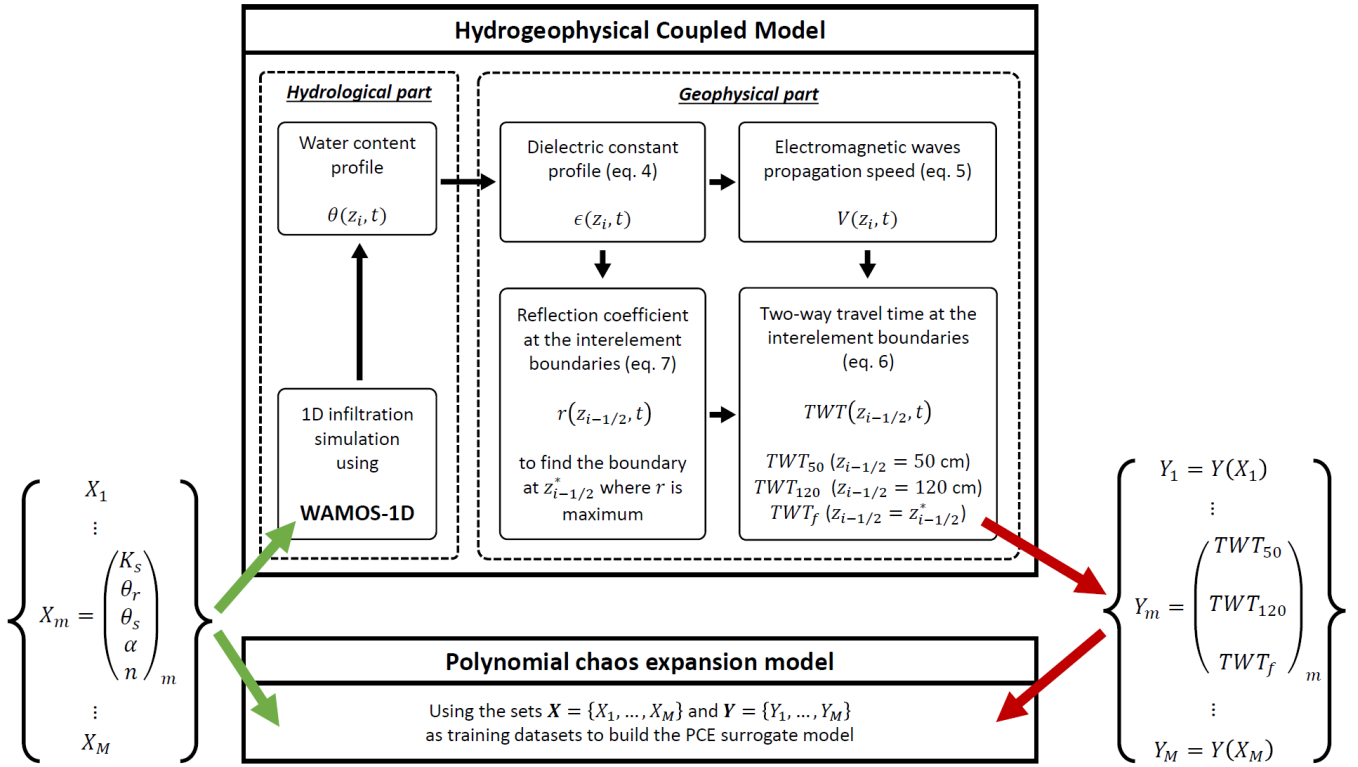 Hydrogeophysical Coupled Model
Hydrological part
Water content
profile
θ(z_i, t)
1D infiltration
simulation
using
WAMOS-1D
Geophysical part
Dielectric constant
profile (eq. 4)
ϵ(z_i, t)
Electromagnetic waves
propagation speed (eq. 5)
V(z_i, t)
Reflection coefficient
at the interelement
boundaries (eq. 7)
r(z_{i−1/2}, t)
to find the boundary
at z*_{i−1/2} where r is
maximum
Two-way travel time at the
interelement boundaries
(eq. 6)
TWT(z_{i−1/2}, t)
TWT_50 (z_{i−1/2} = 50 cm)
TWT_120 (z_{i−1/2} = 120 cm)
TWT_f (z_{i−1/2} = z*_{i−1/2})
X_1
⋮
X_m = (K_s
θ_r
θ_s
α
n)_m
⋮
X_M
Y_1 = Y(X_1)
⋮
Y_m = (TWT_50
TWT_120
TWT_f)_m
⋮
Y_M = Y(X_M)
Polynomial chaos expansion model
Using the sets X = {X_1, …, X_M} and Y = {Y_1, …, Y_M}
as training datasets to build the PCE surrogate model